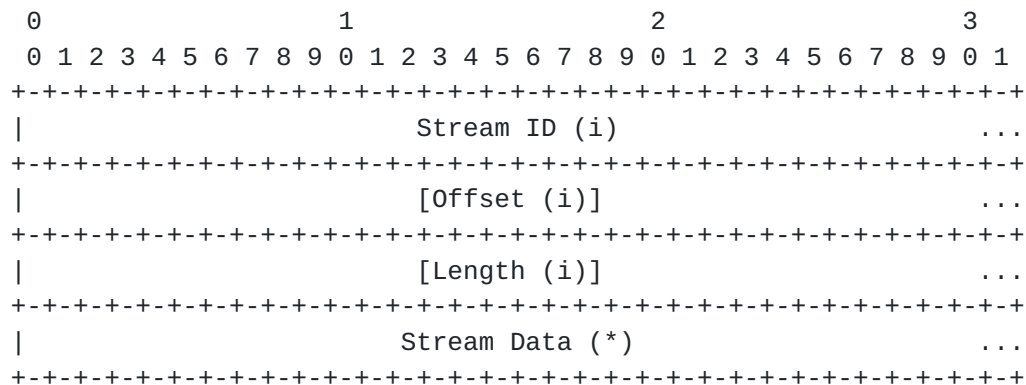 0                   1                   2                   3
 0 1 2 3 4 5 6 7 8 9 0 1 2 3 4 5 6 7 8 9 0 1 2 3 4 5 6 7 8 9 0 1
+-+-+-+-+-+-+-+-+-+-+-+-+-+-+-+-+-+-+-+-+-+-+-+-+-+-+-+-+-+-+-+-+
|                         Stream ID (i)                       ...
+-+-+-+-+-+-+-+-+-+-+-+-+-+-+-+-+-+-+-+-+-+-+-+-+-+-+-+-+-+-+-+-+
|                         [Offset (i)]                        ...
+-+-+-+-+-+-+-+-+-+-+-+-+-+-+-+-+-+-+-+-+-+-+-+-+-+-+-+-+-+-+-+-+
|                         [Length (i)]                        ...
+-+-+-+-+-+-+-+-+-+-+-+-+-+-+-+-+-+-+-+-+-+-+-+-+-+-+-+-+-+-+-+-+
|                        Stream Data (*)                      ...
+-+-+-+-+-+-+-+-+-+-+-+-+-+-+-+-+-+-+-+-+-+-+-+-+-+-+-+-+-+-+-+-+